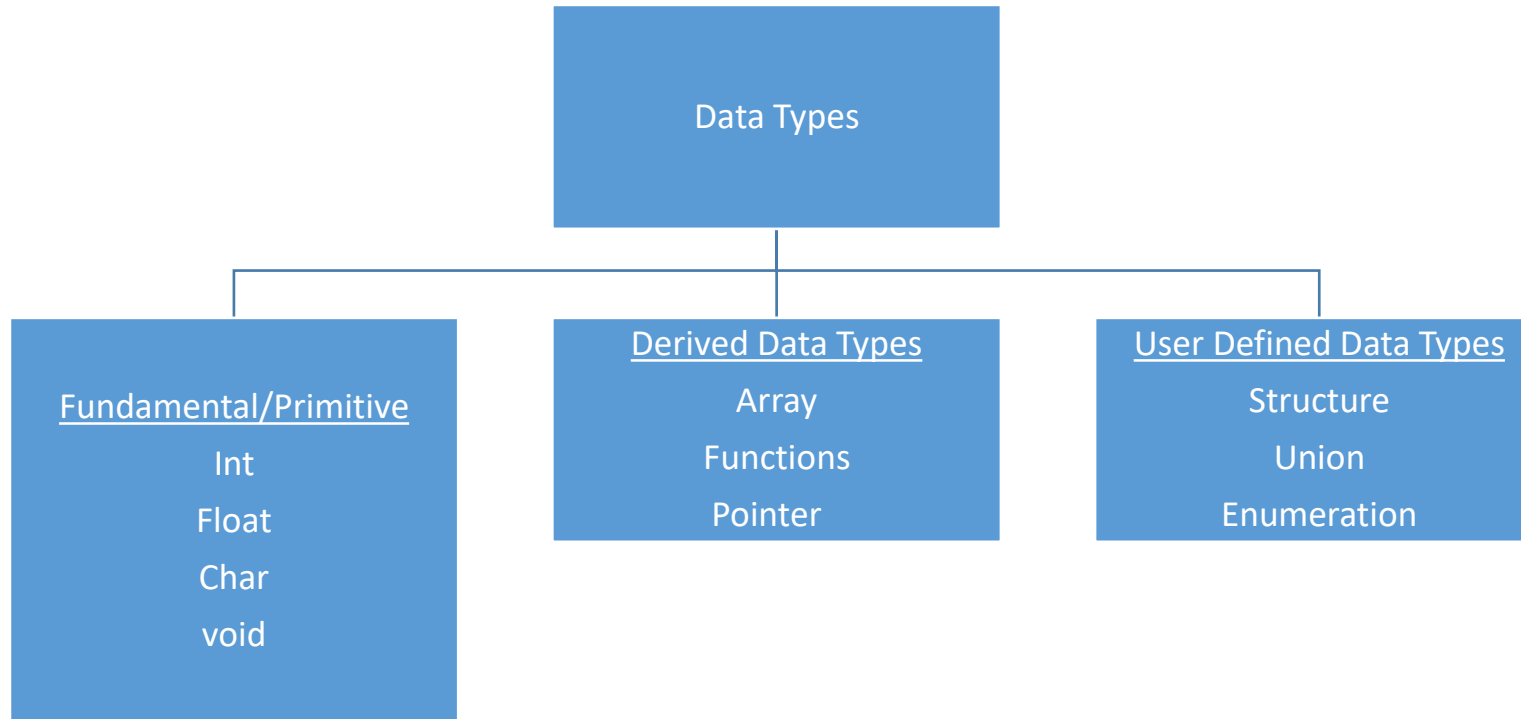 Data Types
Fundamental/Primitive
Int
Float
Char
void
Derived Data Types
Array
Functions
Pointer
User Defined Data Types
Structure
Union
Enumeration